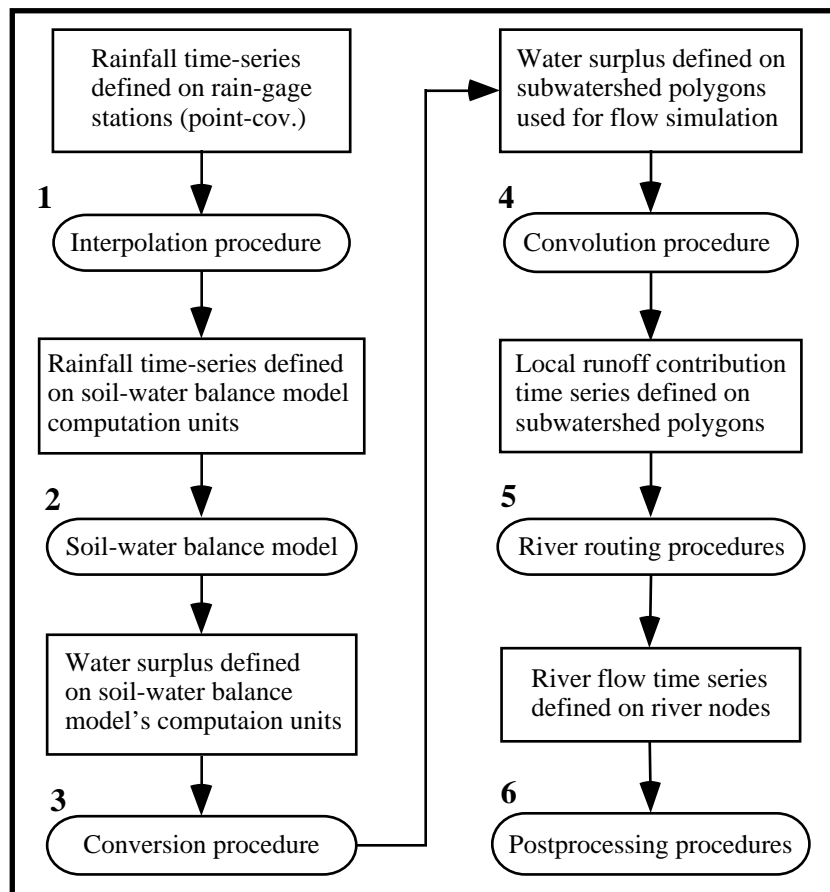 Rainfall time-series
defined on rain-gage
stations (point-cov.)
1
Interpolation procedure
Rainfall time-series defined
on soil-water balance model
computation units
2
Soil-water balance model
Water surplus defined
on soil-water balance
model’s computaion units
3
Conversion procedure
Water surplus defined on
subwatershed polygons
used for flow simulation
4
Convolution procedure
Local runoff contribution
time series defined on
subwatershed polygons
5
River routing procedures
River flow time series
defined on river nodes
6
Postprocessing procedures